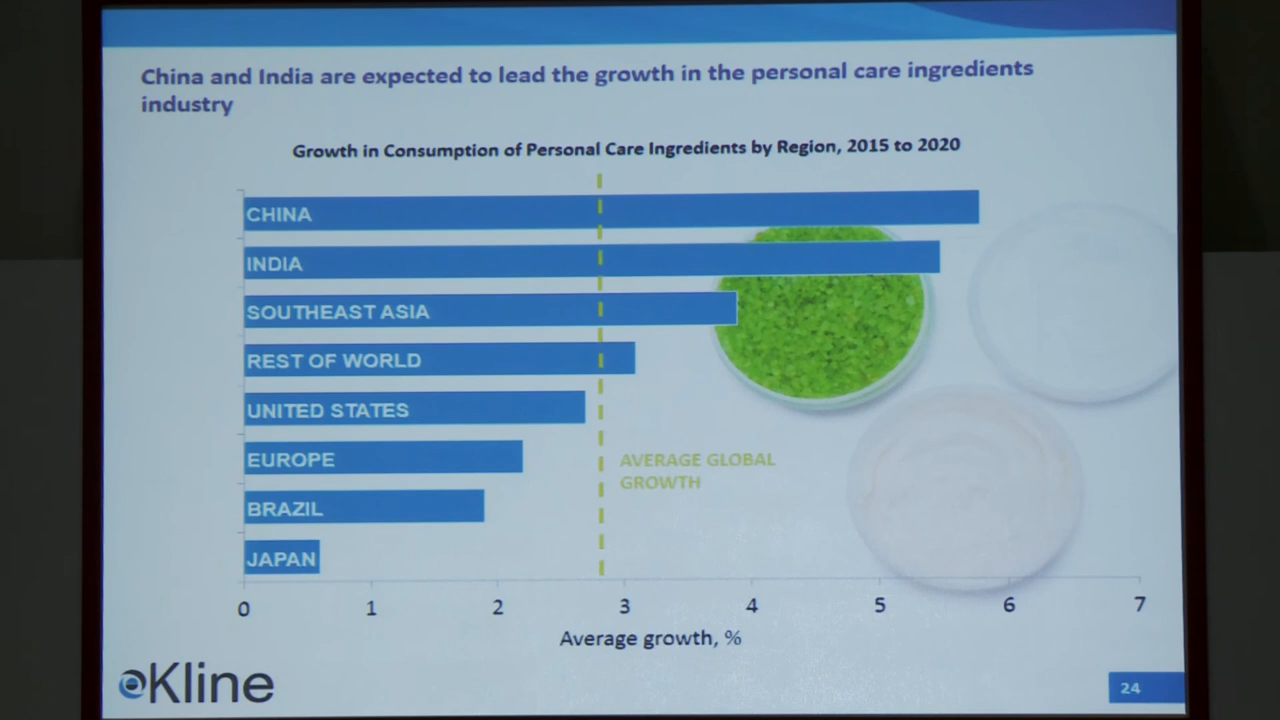 China and India are expected to lead the growth in the personal care ingredients
industry
Growth in Consumption of Personal Care Ingredients by Region, 2015 to 2020
CHINA
INDIA
SOUTHEAST ASIA
REST OF WORLD
UNITED STATES
EUROPE
AVERAGE GLOBAL
GROWTH
BRAZIL
JAPAN
0 1 2 3 4 5 6 7
Average growth, %
Kline
24